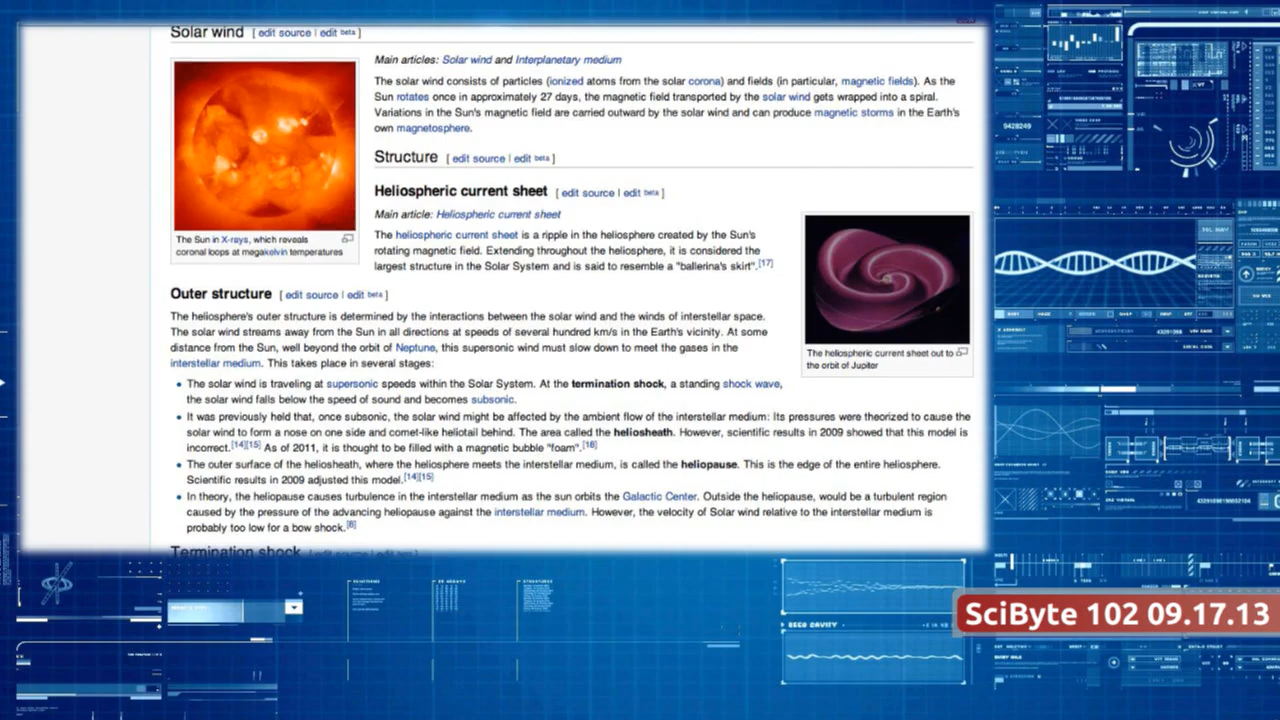 Solar wind [ edit source | edit beta ]
Main articles: Solar wind and Interplanetary medium
The solar wind consists of particles (ionized atoms from the solar corona) and fields (in particular, magnetic fields). As the
Sun rotates once in approximately 27 days, the magnetic field transported by the solar wind gets wrapped into a spiral.
Variations in the Sun's magnetic field are carried outward by the solar wind and can produce magnetic storms in the Earth's
own magnetosphere.
The Sun in X-rays, which reveals
coronal loops at megakelvin temperatures
Structure [ edit source | edit beta ]
Heliospheric current sheet [ edit source | edit beta ]
Main article: Heliospheric current sheet
The heliospheric current sheet is a ripple in the heliosphere created by the Sun's
rotating magnetic field. Extending throughout the heliosphere, it is considered the
largest structure in the Solar System and is said to resemble a "ballerina's skirt".[17]
The heliospheric current sheet out to
the orbit of Jupiter
Outer structure [ edit source | edit beta ]
The heliosphere's outer structure is determined by the interactions between the solar wind and the winds of interstellar space.
The solar wind streams away from the Sun in all directions at speeds of several hundred km/s in the Earth's vicinity. At some
distance from the Sun, well beyond the orbit of Neptune, this supersonic wind must slow down to meet the gases in the
interstellar medium. This takes place in several stages:
• The solar wind is traveling at supersonic speeds within the Solar System. At the termination shock, a standing shock wave,
the solar wind falls below the speed of sound and becomes subsonic.
• It was previously held that, once subsonic, the solar wind might be affected by the ambient flow of the interstellar medium: Its pressures were theorized to cause the
solar wind to form a nose on one side and comet-like heliotail behind. The area called the heliosheath. However, scientific results in 2009 showed that this model is
incorrect.[14][15] As of 2011, it is thought to be filled with a magnetic bubble "foam".[16]
• The outer surface of the heliosheath, where the heliosphere meets the interstellar medium, is called the heliopause. This is the edge of the entire heliosphere.
Scientific results in 2009 adjusted this model.[14][15]
• In theory, the heliopause causes turbulence in the interstellar medium as the sun orbits the Galactic Center. Outside the heliopause, would be a turbulent region
caused by the pressure of the advancing heliopause against the interstellar medium. However, the velocity of Solar wind relative to the interstellar medium is
probably too low for a bow shock.[6]
Termination shock [ edit source | edit beta ]
9428249
SciByte 102 09.17.13